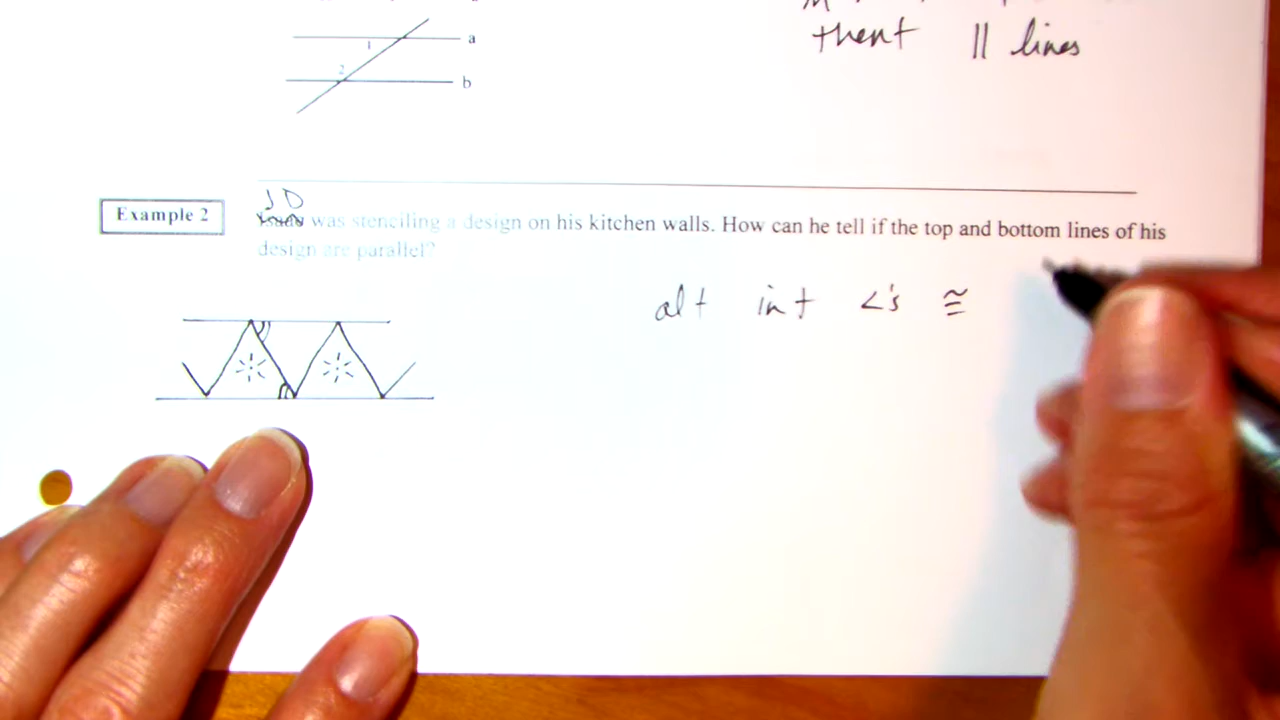 thent || lines
a
1
2
b
JD
Example 2
was stenciling a design on his kitchen walls. How can he tell if the top and bottom lines of his
design are parallel?
alt int ∠'s ≅